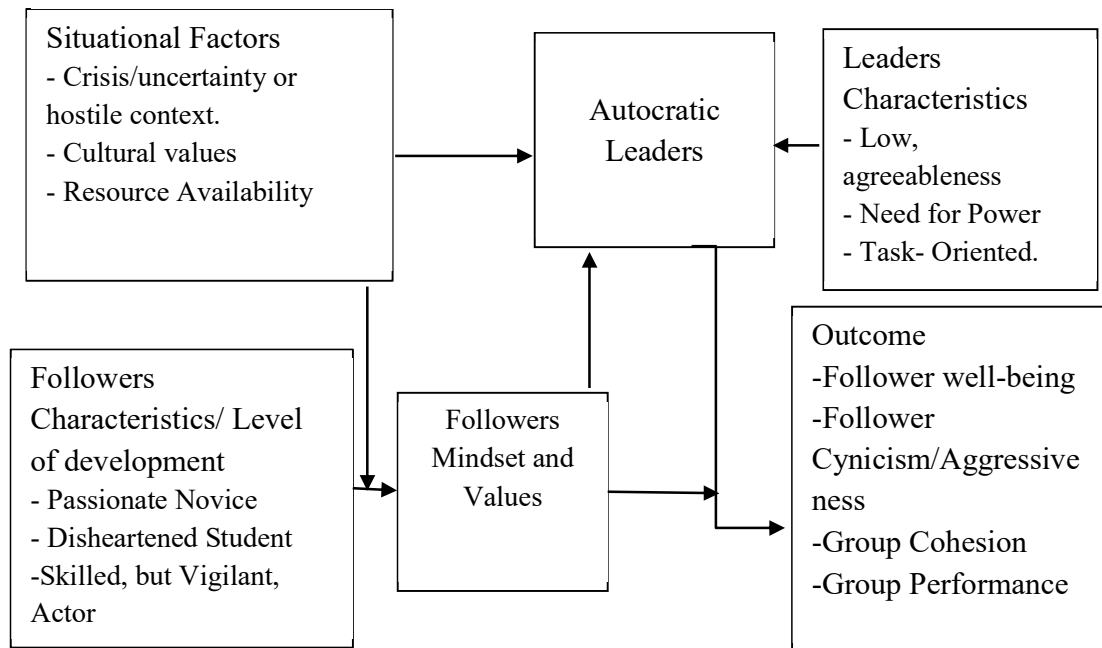 Situational Factors
- Crisis/uncertainty or
hostile context.
- Cultural values
- Resource Availability
Autocratic
Leaders
Leaders
Characteristics
- Low,
agreeableness
- Need for Power
- Task- Oriented.
Followers
Characteristics/ Level
of development
- Passionate Novice
- Disheartened Student
-Skilled, but Vigilant,
Actor
Followers
Mindset and
Values
Outcome
-Follower well-being
-Follower
Cynicism/Aggressive
ness
-Group Cohesion
-Group Performance